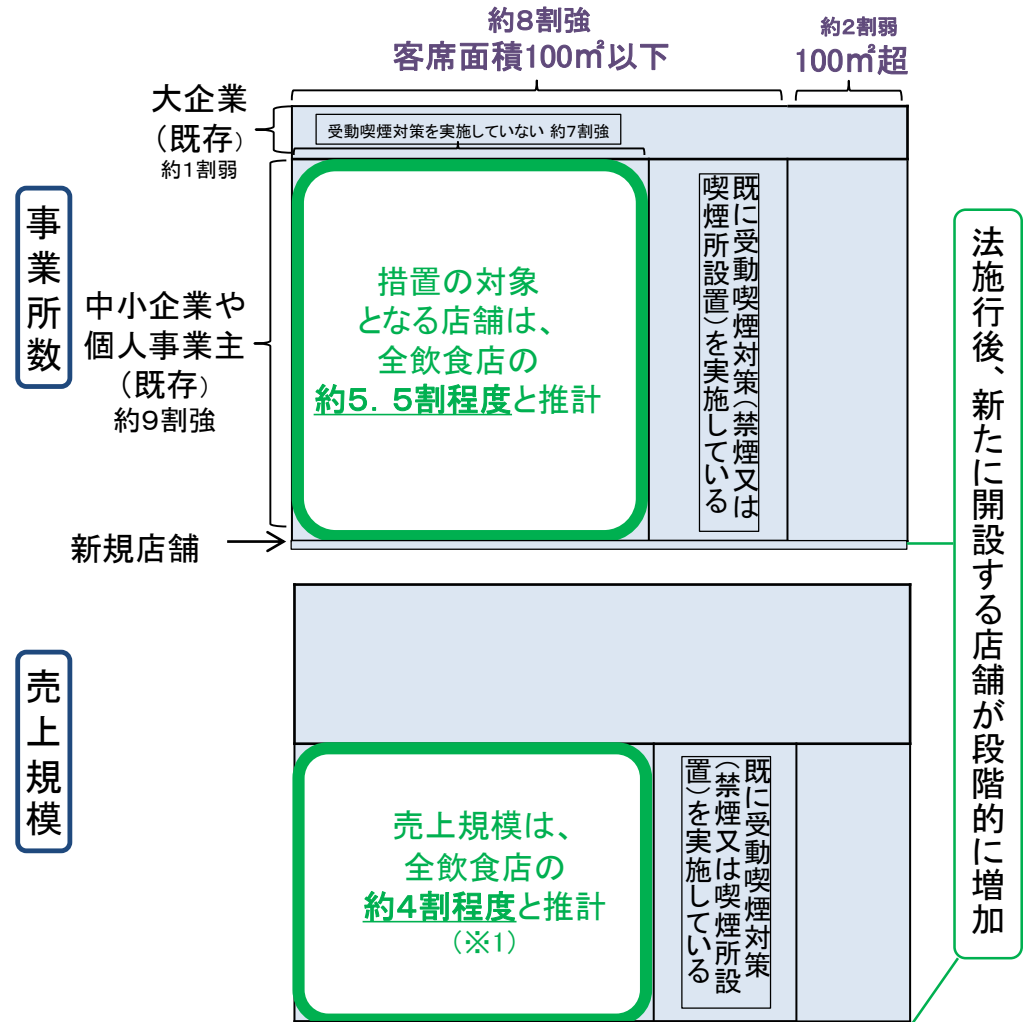 約8割強
客席面積100㎡以下
約2割弱
100㎡超
大企業
(既存)
約1割弱
受動喫煙対策を実施していない 約7割強
事業所数
中小企業や
個人事業主
(既存)
約9割強
措置の対象
となる店舗は、
全飲食店の
約5．5割程度と推計
既に受動喫煙対策(禁煙又は
喫煙所設置)を実施している
新規店舗
法施行後、新たに開設する店舗が段階的に増加
売上規模
売上規模は、
全飲食店の
約4割程度と推計
(※1)
既に受動喫煙対策
(禁煙又は喫煙所設
置)を実施している